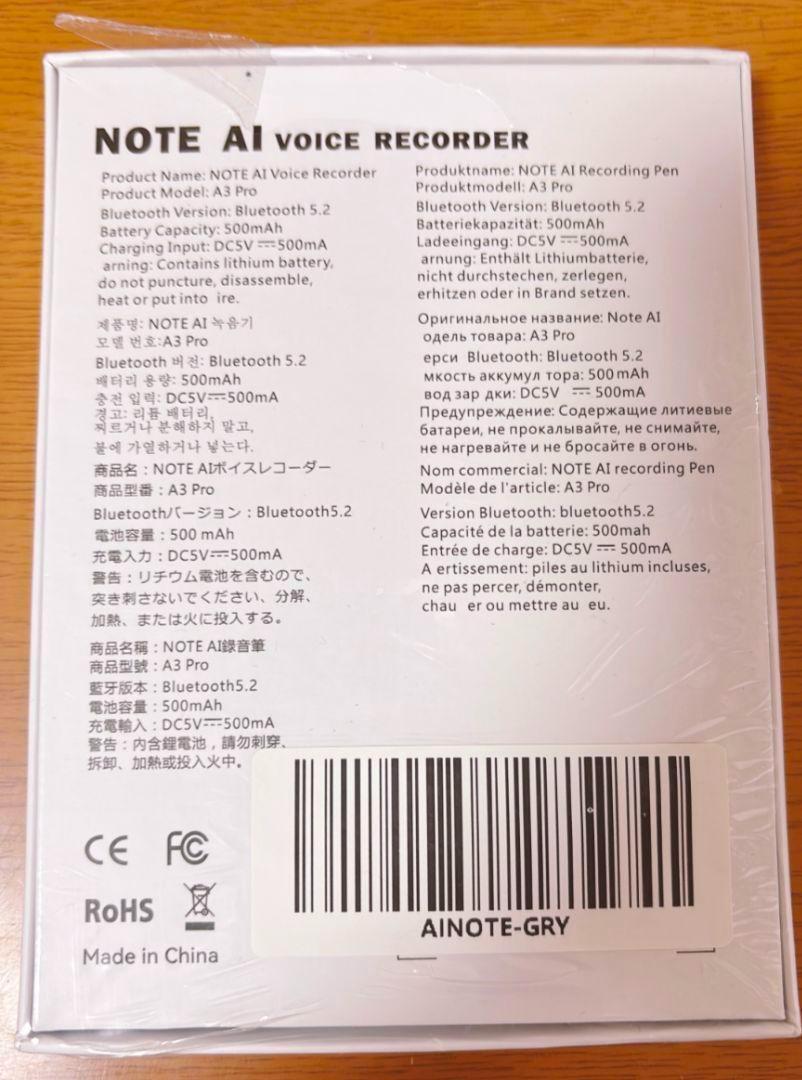 NOTE AI VOICE RECORDER
Product Name: NOTE AI Voice Recorder
Product Model: A3 Pro
Bluetooth Version: Bluetooth 5.2
Battery Capacity: 500mAh
Charging Input: DC5V⎓500mA
arning: Contains lithium battery,
do not puncture, disassemble,
heat or put into ire.
제품명: NOTE AI 녹음기
모델 번호:A3 Pro
Bluetooth 버전: Bluetooth 5.2
배터리 용량: 500mAh
충전 입력: DC5V⎓500mA
경고: 리튬 배터리,
찌르거나 분해하지 말고,
불에 가열하거나 넣는다.
商品名：NOTE AIボイスレコーダー
商品型番：A3 Pro
Bluetoothバージョン：Bluetooth5.2
電池容量：500 mAh
充電入力：DC5V⎓500mA
警告：リチウム電池を含むので、
突き刺さないでください、分解、
加熱、または火に投入する。
商品名稱：NOTE AI錄音筆
商品型號：A3 Pro
藍牙版本：Bluetooth5.2
電池容量：500mAh
充電輸入：DC5V⎓500mA
警告：内含鋰電池，請勿刺穿、
拆卸、加熱或投入火中。
Produktname: NOTE AI Recording Pen
Produktmodell: A3 Pro
Bluetooth Version: Bluetooth 5.2
Batteriekapazität: 500mAh
Ladeeingang: DC5V ⎓500mA
arnung: Enthält Lithiumbatterie,
nicht durchstechen, zerlegen,
erhitzen oder in Brand setzen.
Оригинальное название: Note AI
одель товара: A3 Pro
ерси Bluetooth: Bluetooth 5.2
мкость аккумул тора: 500 mAh
вод зар дки: DC5V ⎓ 500mA
Предупреждение: Содержащие литиевые
батареи, не прокалывайте, не снимайте,
не нагревайте и не бросайте в огонь.
Nom commercial: NOTE AI recording Pen
Modèle de l'article: A3 Pro
Version Bluetooth: bluetooth5.2
Capacité de la batterie: 500mah
Entrée de charge: DC5V ⎓ 500mA
A ertissement: piles au lithium incluses,
ne pas percer, démonter,
chau er ou mettre au eu.
CE FC
RoHS
Made in China
AINOTE-GRY